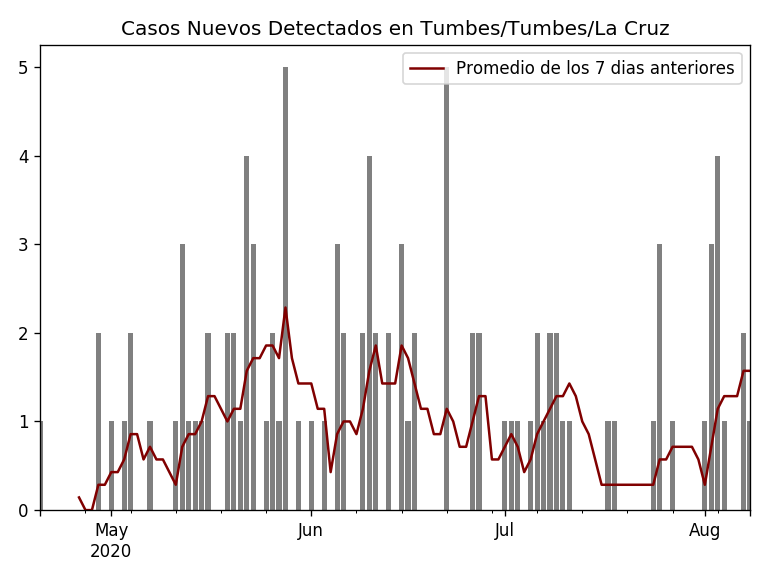 Casos Nuevos Detectados en Tumbes/Tumbes/La Cruz
Promedio de los 7 dias anteriores
5
4
3
2
1
0
May Jun Jul Aug
2020